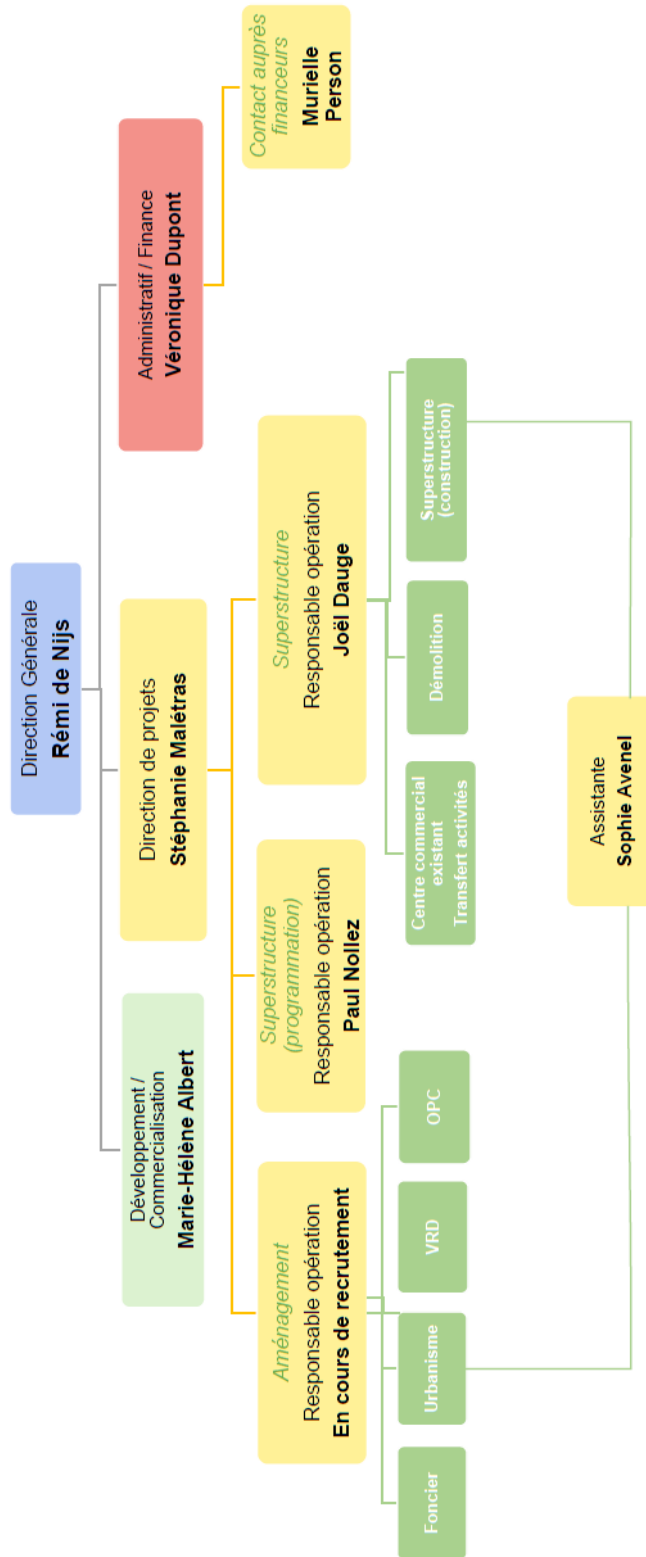 Direction Générale
Rémi de Nijs
Développement /
Commercialisation
Marie-Hélène Albert
Direction de projets
Stéphanie Malétras
Administratif / Finance
Véronique Dupont
Aménagement
Responsable opération
En cours de recrutement
Superstructure
(programmation)
Responsable opération
Paul Nollez
Superstructure
Responsable opération
Joël Dauge
Contact auprès
financeurs
Murielle
Person
Foncier
Urbanisme
VRD
OPC
Centre commercial
existant
Transfert activités
Démolition
Superstructure
(construction)
Assistante
Sophie Avenel